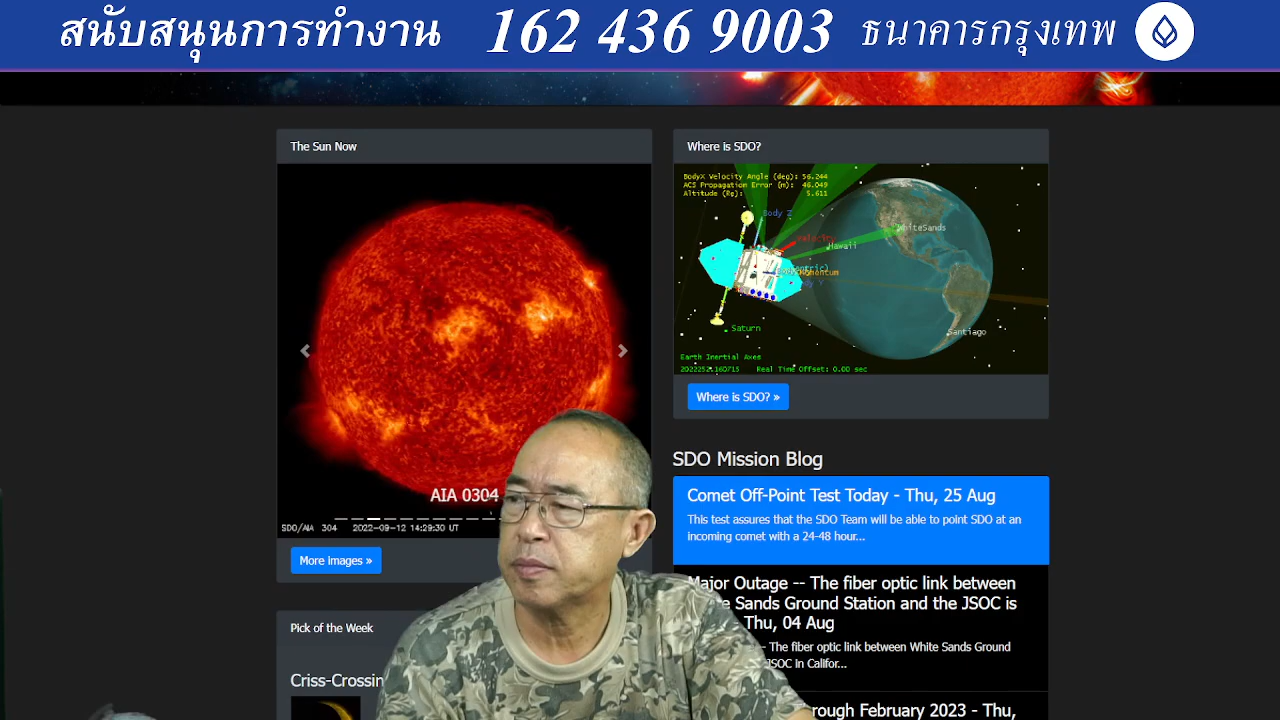 สนับสนุนการทำงาน 162 436 9003 ธนาคารกรุงเทพ
The Sun Now
AIA 0304
SDO/AIA 304 2022-09-12 14:29:30 UT
More images »
Pick of the Week
Criss-Crossin
Where is SDO?
BodyX Velocity Angle (deg): 56.244
ACS Propagation Error (m): 46.049
Altitude (Re): 5.611
Body Z
WhiteSands
Velocity
Hawaii
Saturn
Santiago
Earth Inertial Axes
2022252.160715 Real Time Offset: 0.00 sec
Where is SDO? »
SDO Mission Blog
Comet Off-Point Test Today - Thu, 25 Aug
This test assures that the SDO Team will be able to point SDO at an
incoming comet with a 24-48 hour...
Major Outage -- The fiber optic link between
Sands Ground Station and the JSOC is
Thu, 04 Aug
-- The fiber optic link between White Sands Ground
JSOC in Califor...
rough February 2023 - Thu,